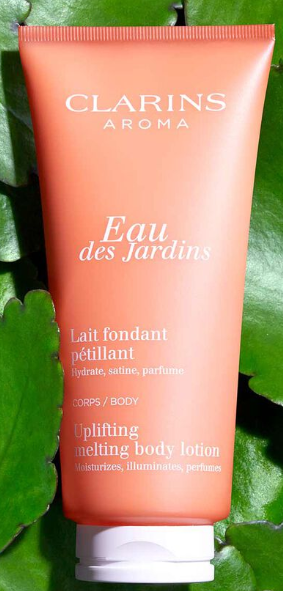 CLARINS
AROMA
Eau
des Jardins
Lait fondant
pétillant
Hydrate, satine, parfume
CORPS / BODY
Uplifting
melting body lotion
Moisturizes, illuminates, perfumes